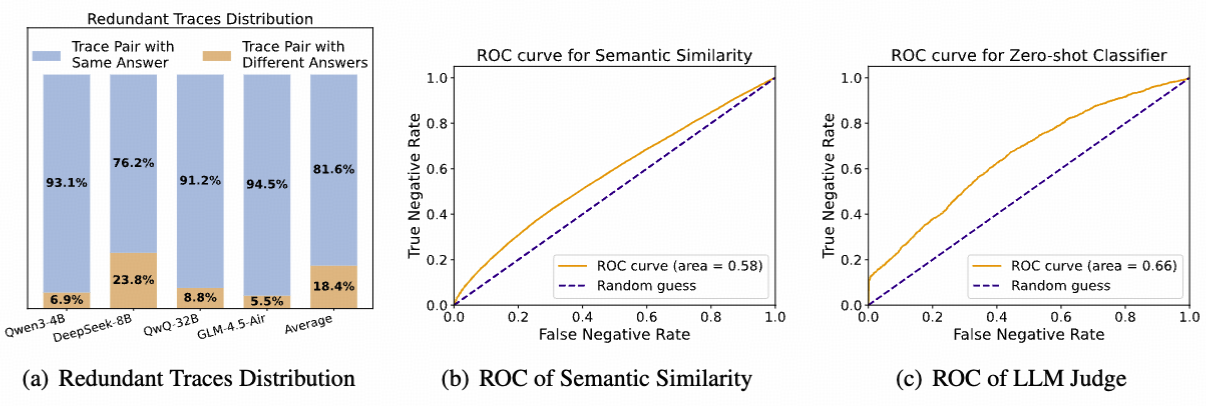 Redundant Traces Distribution
Trace Pair with
Same Answer
Trace Pair with
Different Answers
93.1%
76.2%
91.2%
94.5%
81.6%
6.9%
23.8%
8.8%
5.5%
18.4%
Qwen3-4B
DeepSeek-8B
QwQ-32B
GLM-4.5-Air
Average
(a) Redundant Traces Distribution
ROC curve for Semantic Similarity
True Negative Rate
1.0
0.8
0.6
0.4
0.2
0.0
ROC curve (area = 0.58)
Random guess
0.0 0.2 0.4 0.6 0.8 1.0
False Negative Rate
(b) ROC of Semantic Similarity
ROC curve for Zero-shot Classifier
True Negative Rate
1.0
0.8
0.6
0.4
0.2
0.0
ROC curve (area = 0.66)
Random guess
0.0 0.2 0.4 0.6 0.8 1.0
False Negative Rate
(c) ROC of LLM Judge